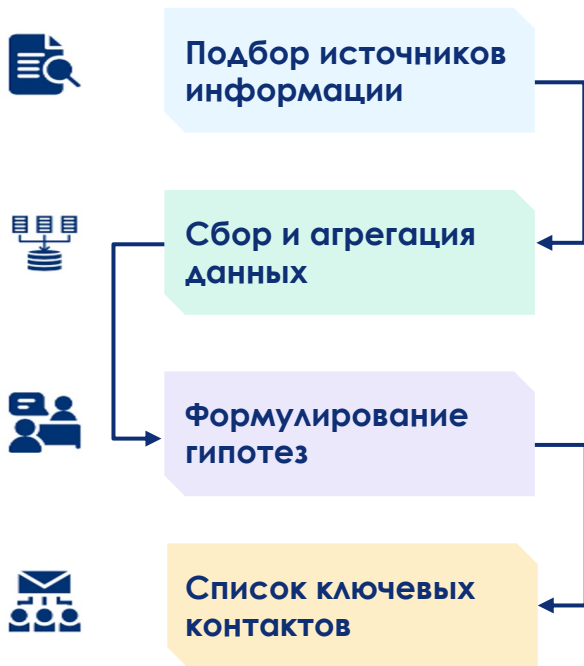 Подбор источников
информации
Сбор и агрегация
данных
Формулирование
гипотез
Список ключевых
контактов